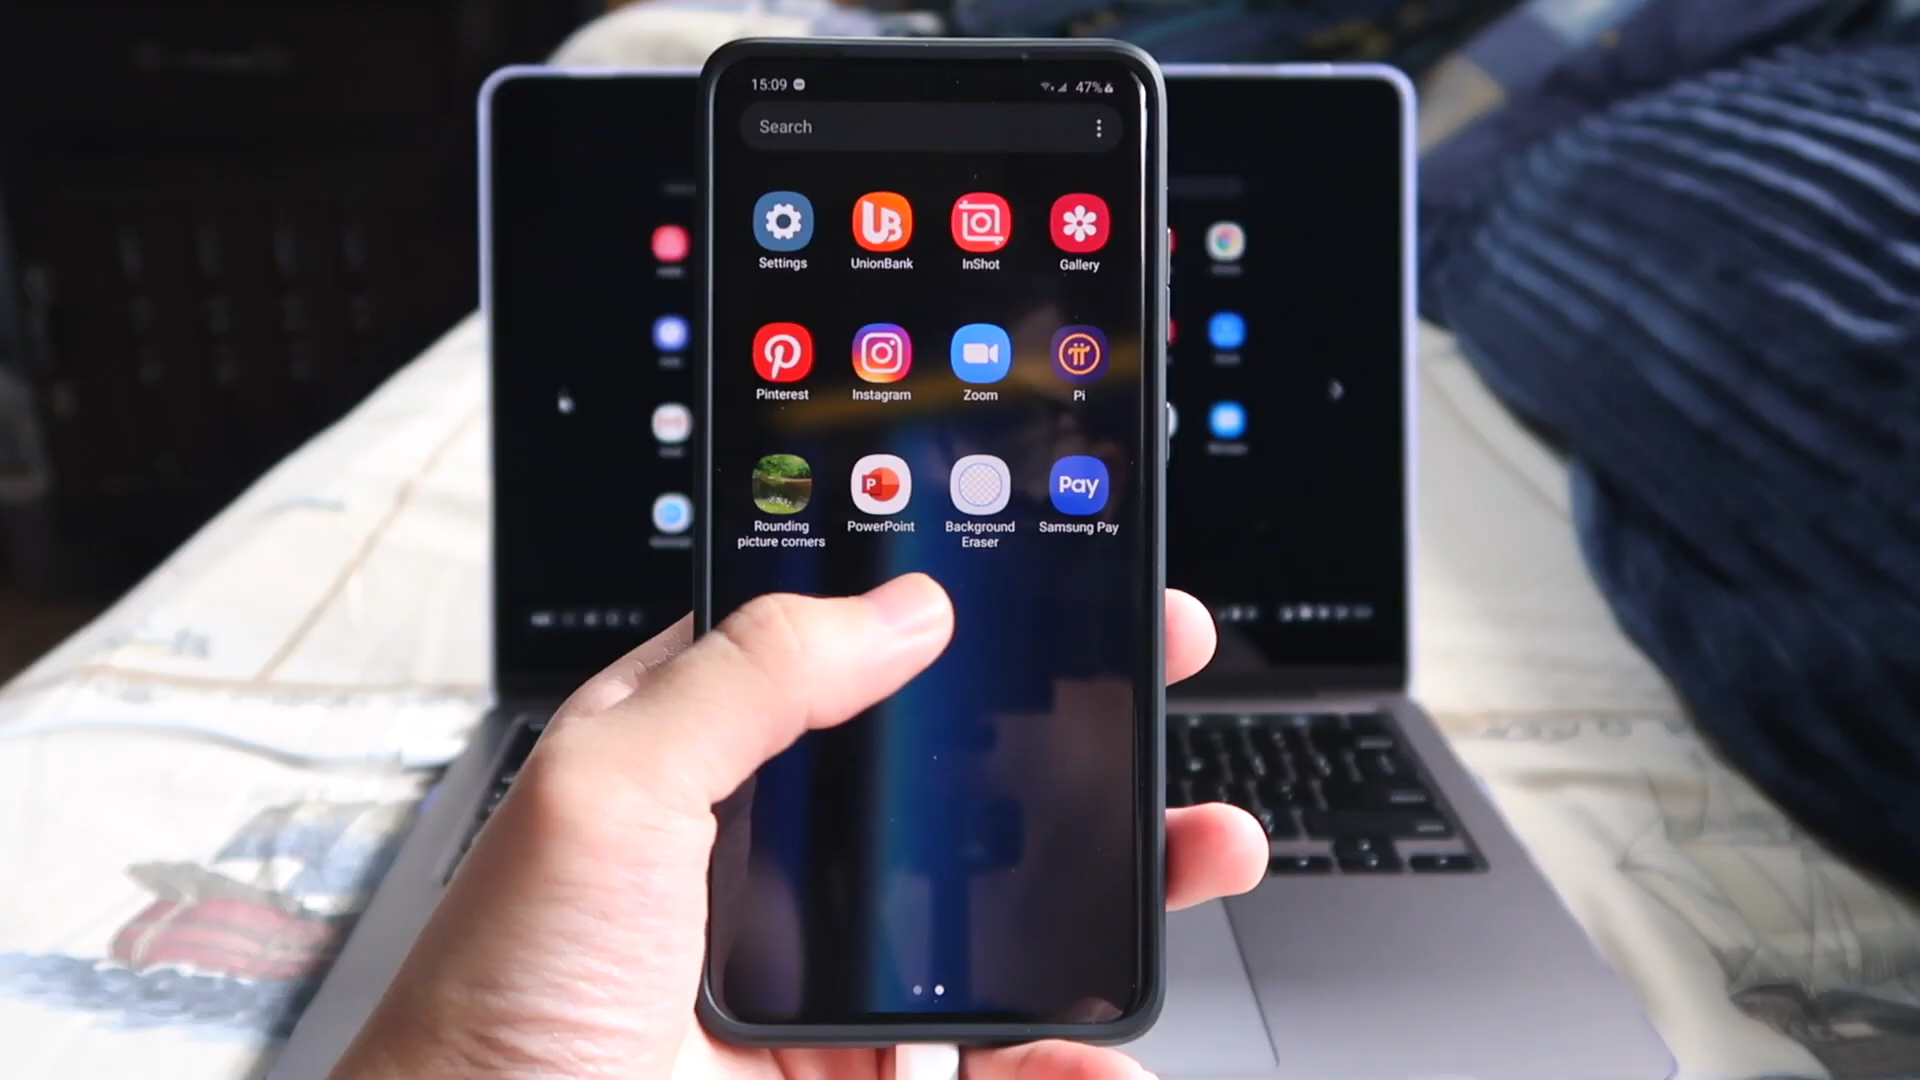 15:09
47%
Search
Settings
UnionBank
InShot
Gallery
Pinterest
Instagram
Zoom
Pi
Rounding
picture corners
PowerPoint
Background
Eraser
Pay
Samsung Pay